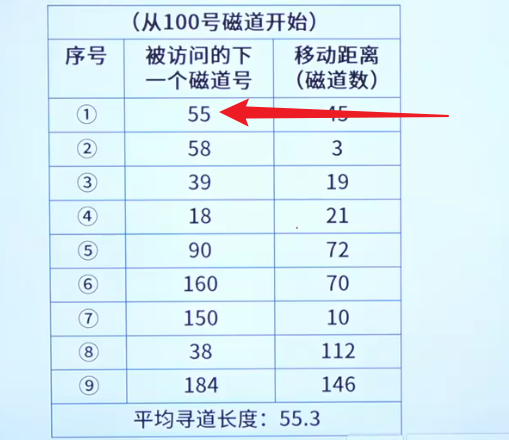 （从100号磁道开始）
序号 被访问的下一个磁道号 移动距离（磁道数）
① 55 45
② 58 3
③ 39 19
④ 18 21
⑤ 90 72
⑥ 160 70
⑦ 150 10
⑧ 38 112
⑨ 184 146
平均寻道长度：55.3